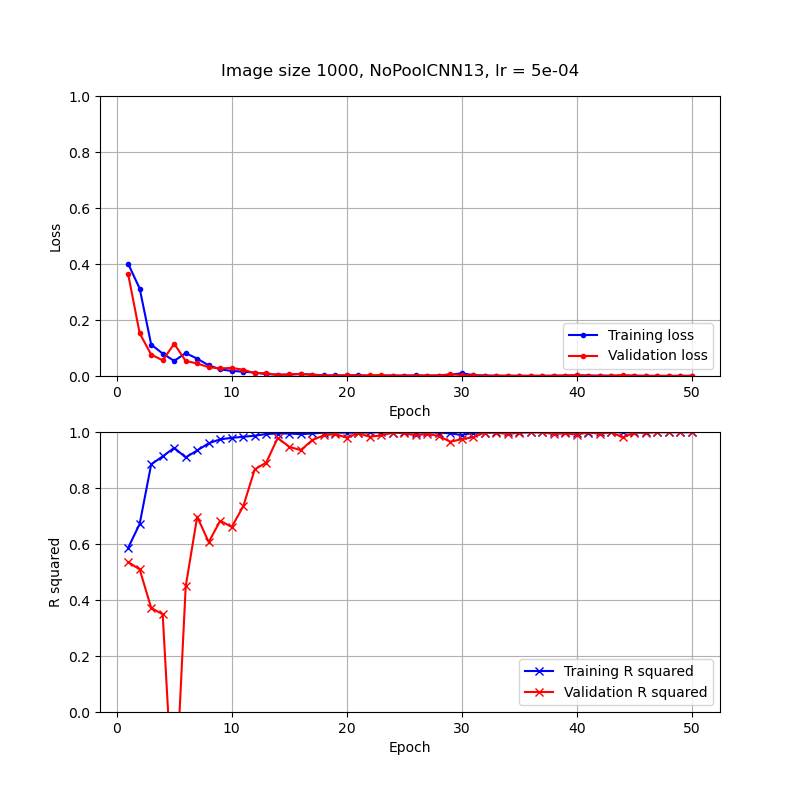 Image size 1000, NoPoolCNN13, lr = 5e-04
1.0
0.8
0.6
0.4
0.2
0.0
Loss
Training loss
Validation loss
0 10 20 30 40 50
Epoch
1.0
0.8
0.6
0.4
0.2
0.0
R squared
Training R squared
Validation R squared
0 10 20 30 40 50
Epoch